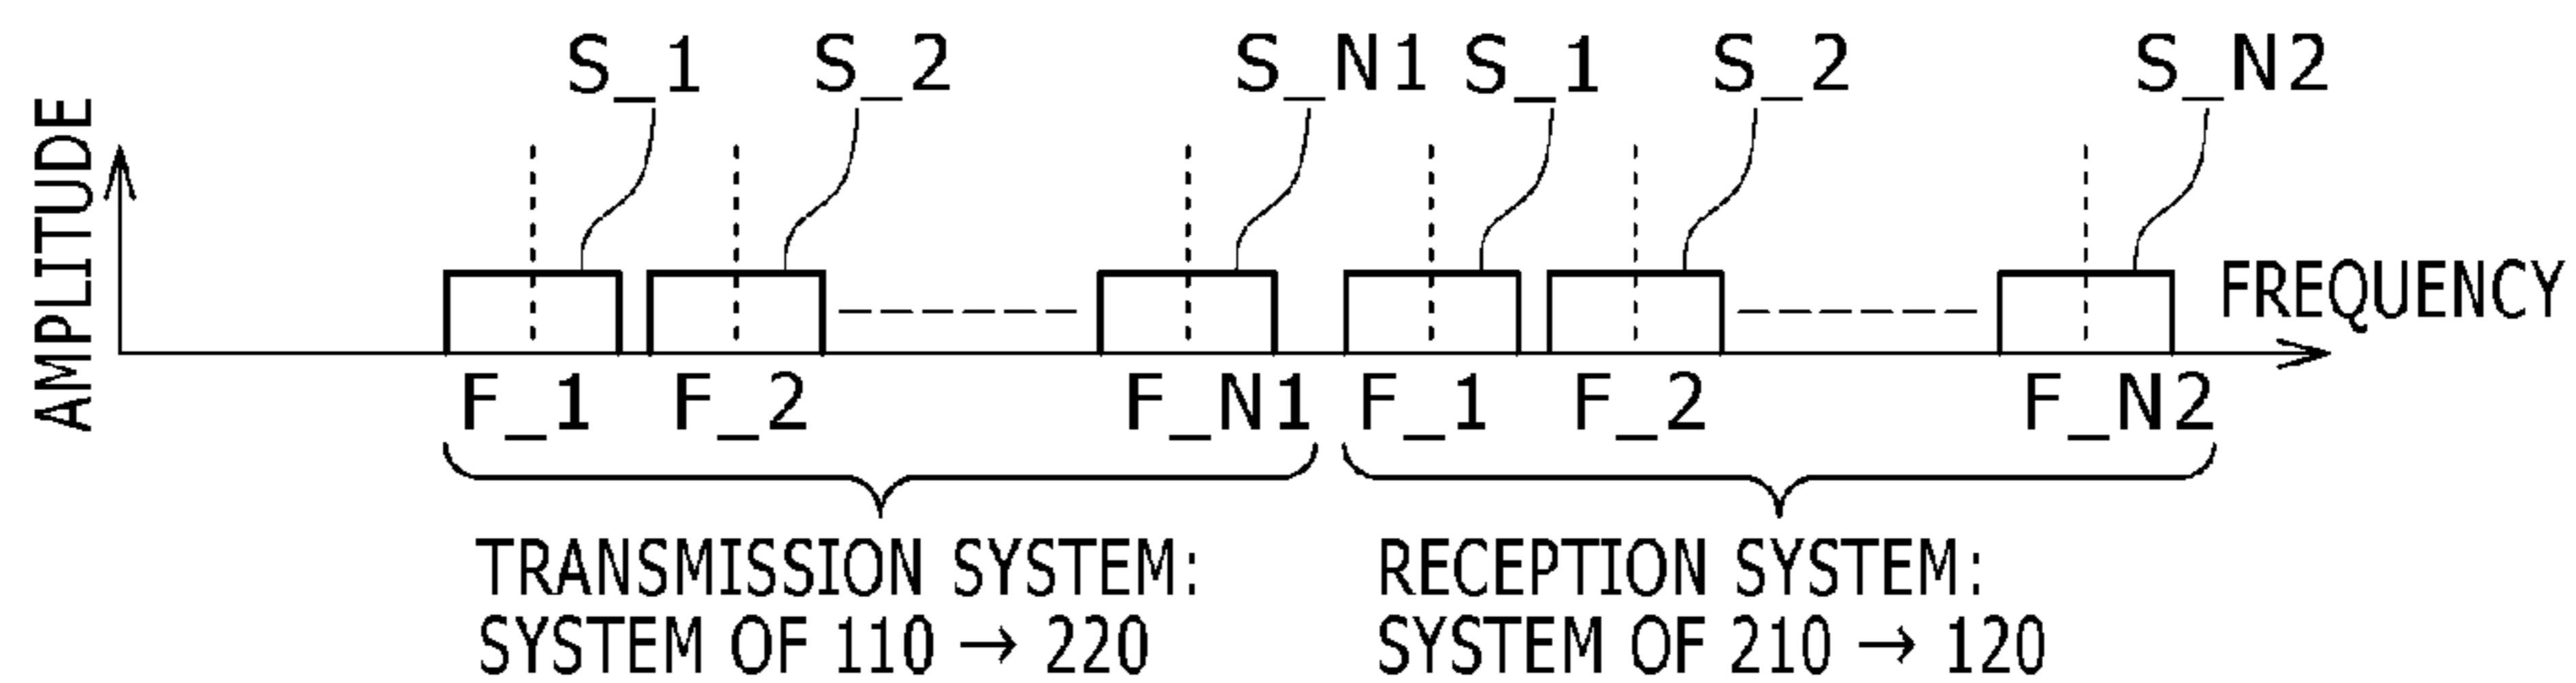 S_1 S_2 S_N1 S_1 S_2 S_N2
AMPLITUDE
FREQUENCY
F_1 F_2 F_N1 F_1 F_2 F_N2
TRANSMISSION SYSTEM:
SYSTEM OF 110 → 220
RECEPTION SYSTEM:
SYSTEM OF 210 → 120